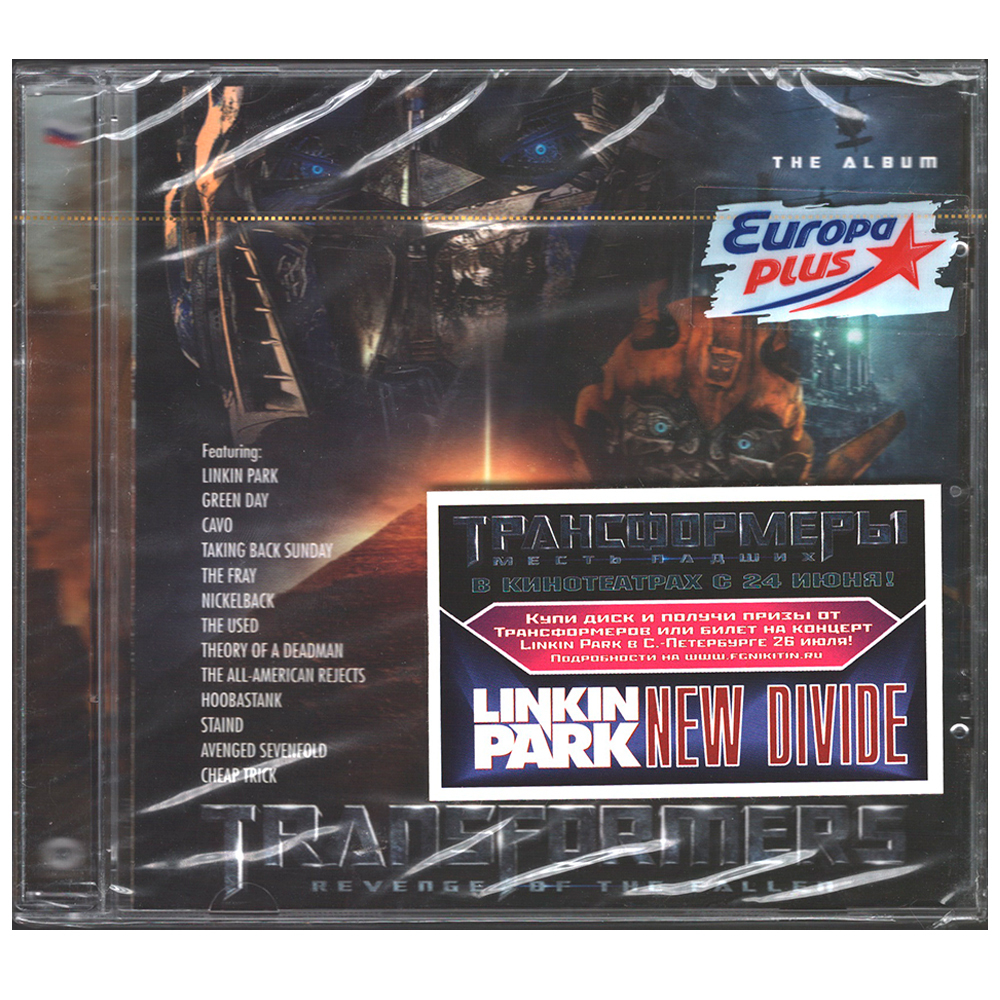 THE ALBUM
Europa
PLUS
Featuring:
LINKIN PARK
GREEN DAY
CAVO
TAKING BACK SUNDAY
THE FRAY
NICKELBACK
THE USED
THEORY OF A DEADMAN
THE ALL-AMERICAN REJECTS
HOOBASTANK
STAIND
AVENGED SEVENFOLD
CHEAP TRICK
ТРАНСФОРМЕРЫ
МЕСТЬ ПАДШИХ
В КИНОТЕАТРАХ С 24 ИЮНЯ!
Купи диск и получи призы от
Трансформеров или билет на концерт
Linkin Park в С.-Петербурге 26 июля!
Подробности на www.fgnikitin.ru
LINKIN
PARK
NEW DIVIDE
TRANSFORMERS
REVENGE OF THE FALLEN